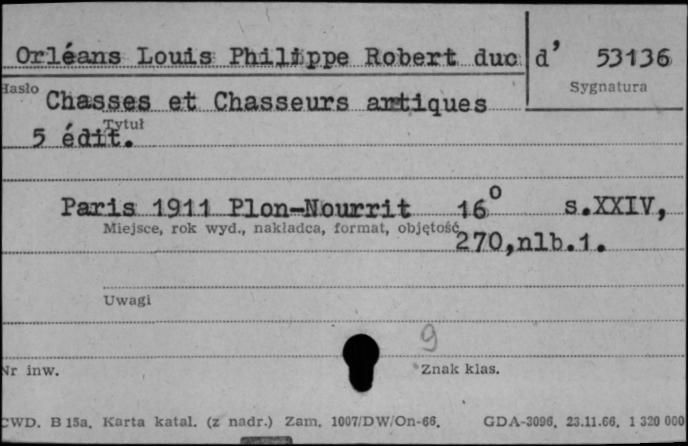 Orléans Louis Philippe Robert duc d' 53136
Hasło Sygnatura
Chasses et Chasseurs arctiques
Tytuł
5 édit.
Paris 1911 Plon-Nourrit 16° s.XXIV,
Miejsce, rok wyd., nakładca, format, objętość
270,nlb.1.
Uwagi
9
Nr inw. Znak klas.
CWD. B 15a. Karta katal. (z nadr.) Zam. 1007/DW/On-66. GDA-3096. 23.11.66. 1 320 000